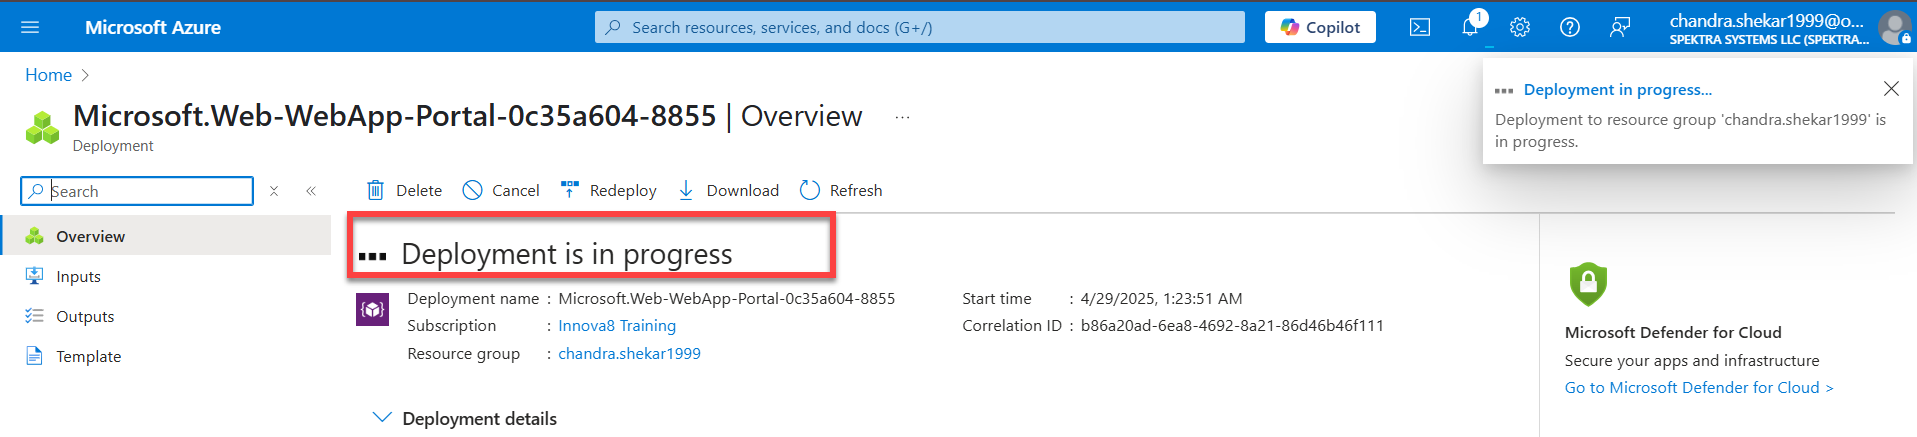 Microsoft Azure
Search resources, services, and docs (G+/)
Copilot
1
chandra.shekar1999@o...
SPEKTRA SYSTEMS LLC (SPEKTRA...
Home
Deployment in progress...
Deployment to resource group 'chandra.shekar1999' is
in progress.
Microsoft.Web-WebApp-Portal-0c35a604-8855 | Overview ...
Deployment
Search
Delete Cancel Redeploy Download Refresh
Overview
Inputs
Outputs
Template
Deployment is in progress
Deployment name : Microsoft.Web-WebApp-Portal-0c35a604-8855
Subscription : Innova8 Training
Resource group : chandra.shekar1999
Start time : 4/29/2025, 1:23:51 AM
Correlation ID : b86a20ad-6ea8-4692-8a21-86d46b46f111
Deployment details
Microsoft Defender for Cloud
Secure your apps and infrastructure
Go to Microsoft Defender for Cloud >